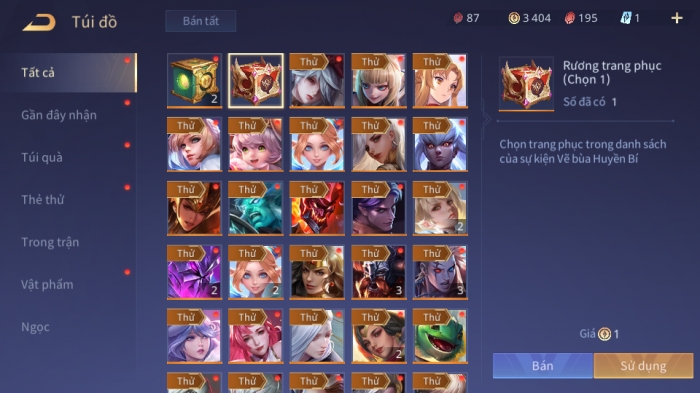 Túi đồ
Bán tất
87
3 404
195
1
+
Tất cả
Gần đây nhận
Túi quà
Thẻ thử
Trong trận
Vật phẩm
Ngọc
2
Thử Thử Thử
Thử Thử Thử Thử Thử
Thử Thử Thử Thử Thử
2
Thử Thử Thử Thử Thử
2 2 3 3
Thử Thử Thử Thử Thử
2 2
Thử Thử Thử Thử Thử
Rương trang phục
(Chọn 1)
Số đã có 1
Chọn trang phục trong danh sách
của sự kiện Vẽ bùa Huyền Bí
Giá 1
Bán
Sử dụng